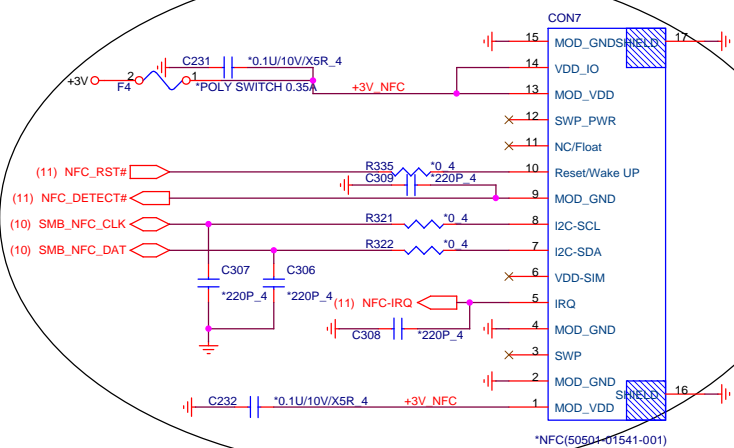 CON7
15 MOD_GND SHIELD 17
C231 *0.1U/10V/X5R_4
14 VDD_IO
+3V 2 F4 1 *POLY SWITCH 0.35A
+3V_NFC
13 MOD_VDD
12 SWP_PWR
11 NC/Float
(11) NFC_RST# R335 *0_4 10 Reset/Wake UP
C309 *220P_4
(11) NFC_DETECT# 9 MOD_GND
(10) SMB_NFC_CLK R321 *0_4 8 I2C-SCL
(10) SMB_NFC_DAT R322 *0_4 7 I2C-SDA
C307 C306 6 VDD-SIM
*220P_4 *220P_4 (11) NFC-IRQ 5 IRQ
C308 *220P_4 4 MOD_GND
3 SWP
2 MOD_GND
SHIELD 16
C232 *0.1U/10V/X5R_4 +3V_NFC 1 MOD_VDD
*NFC(50501-01541-001)